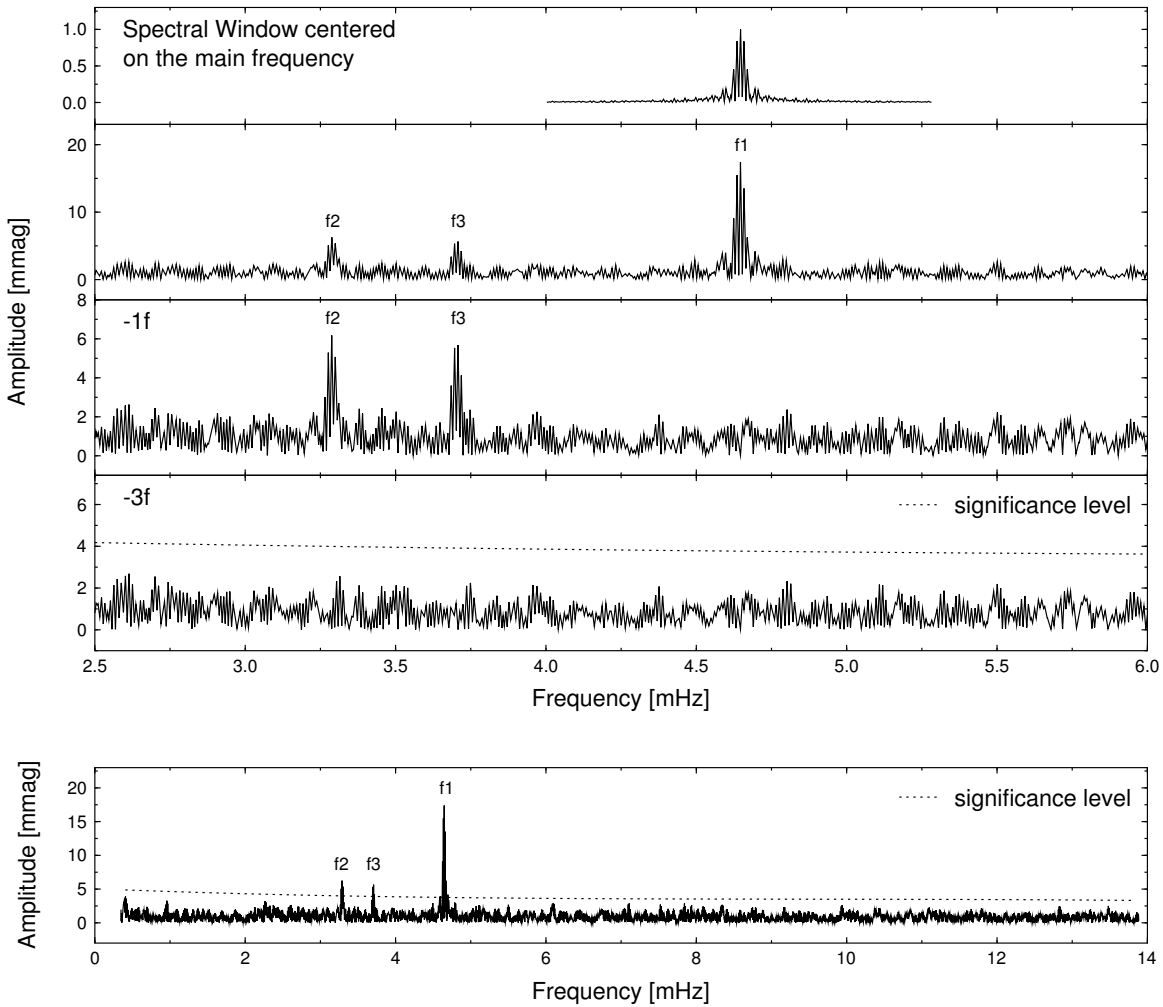 Spectral Window centered
on the main frequency
1.0
0.5
0.0
f1
f2
f3
20
10
0
-1f
f2
f3
8
6
4
2
0
-3f
significance level
6
4
2
0
2.5 3.0 3.5 4.0 4.5 5.0 5.5 6.0
Frequency [mHz]
Amplitude [mmag]
f1
significance level
f2 f3
20
15
10
5
0
0 2 4 6 8 10 12 14
Frequency [mHz]
Amplitude [mmag]